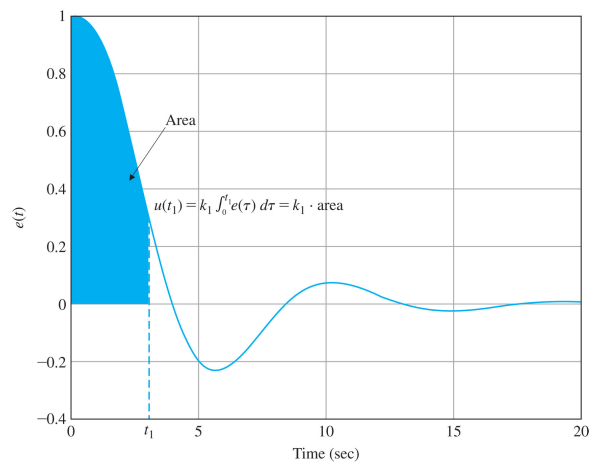 1
0.8
Area
0.6
0.4
u(t₁) = k₁ ∫₀^t₁ e(τ) dτ = k₁ · area
e(t)
0.2
0
−0.2
−0.4
0 t₁ 5 10 15 20
Time (sec)